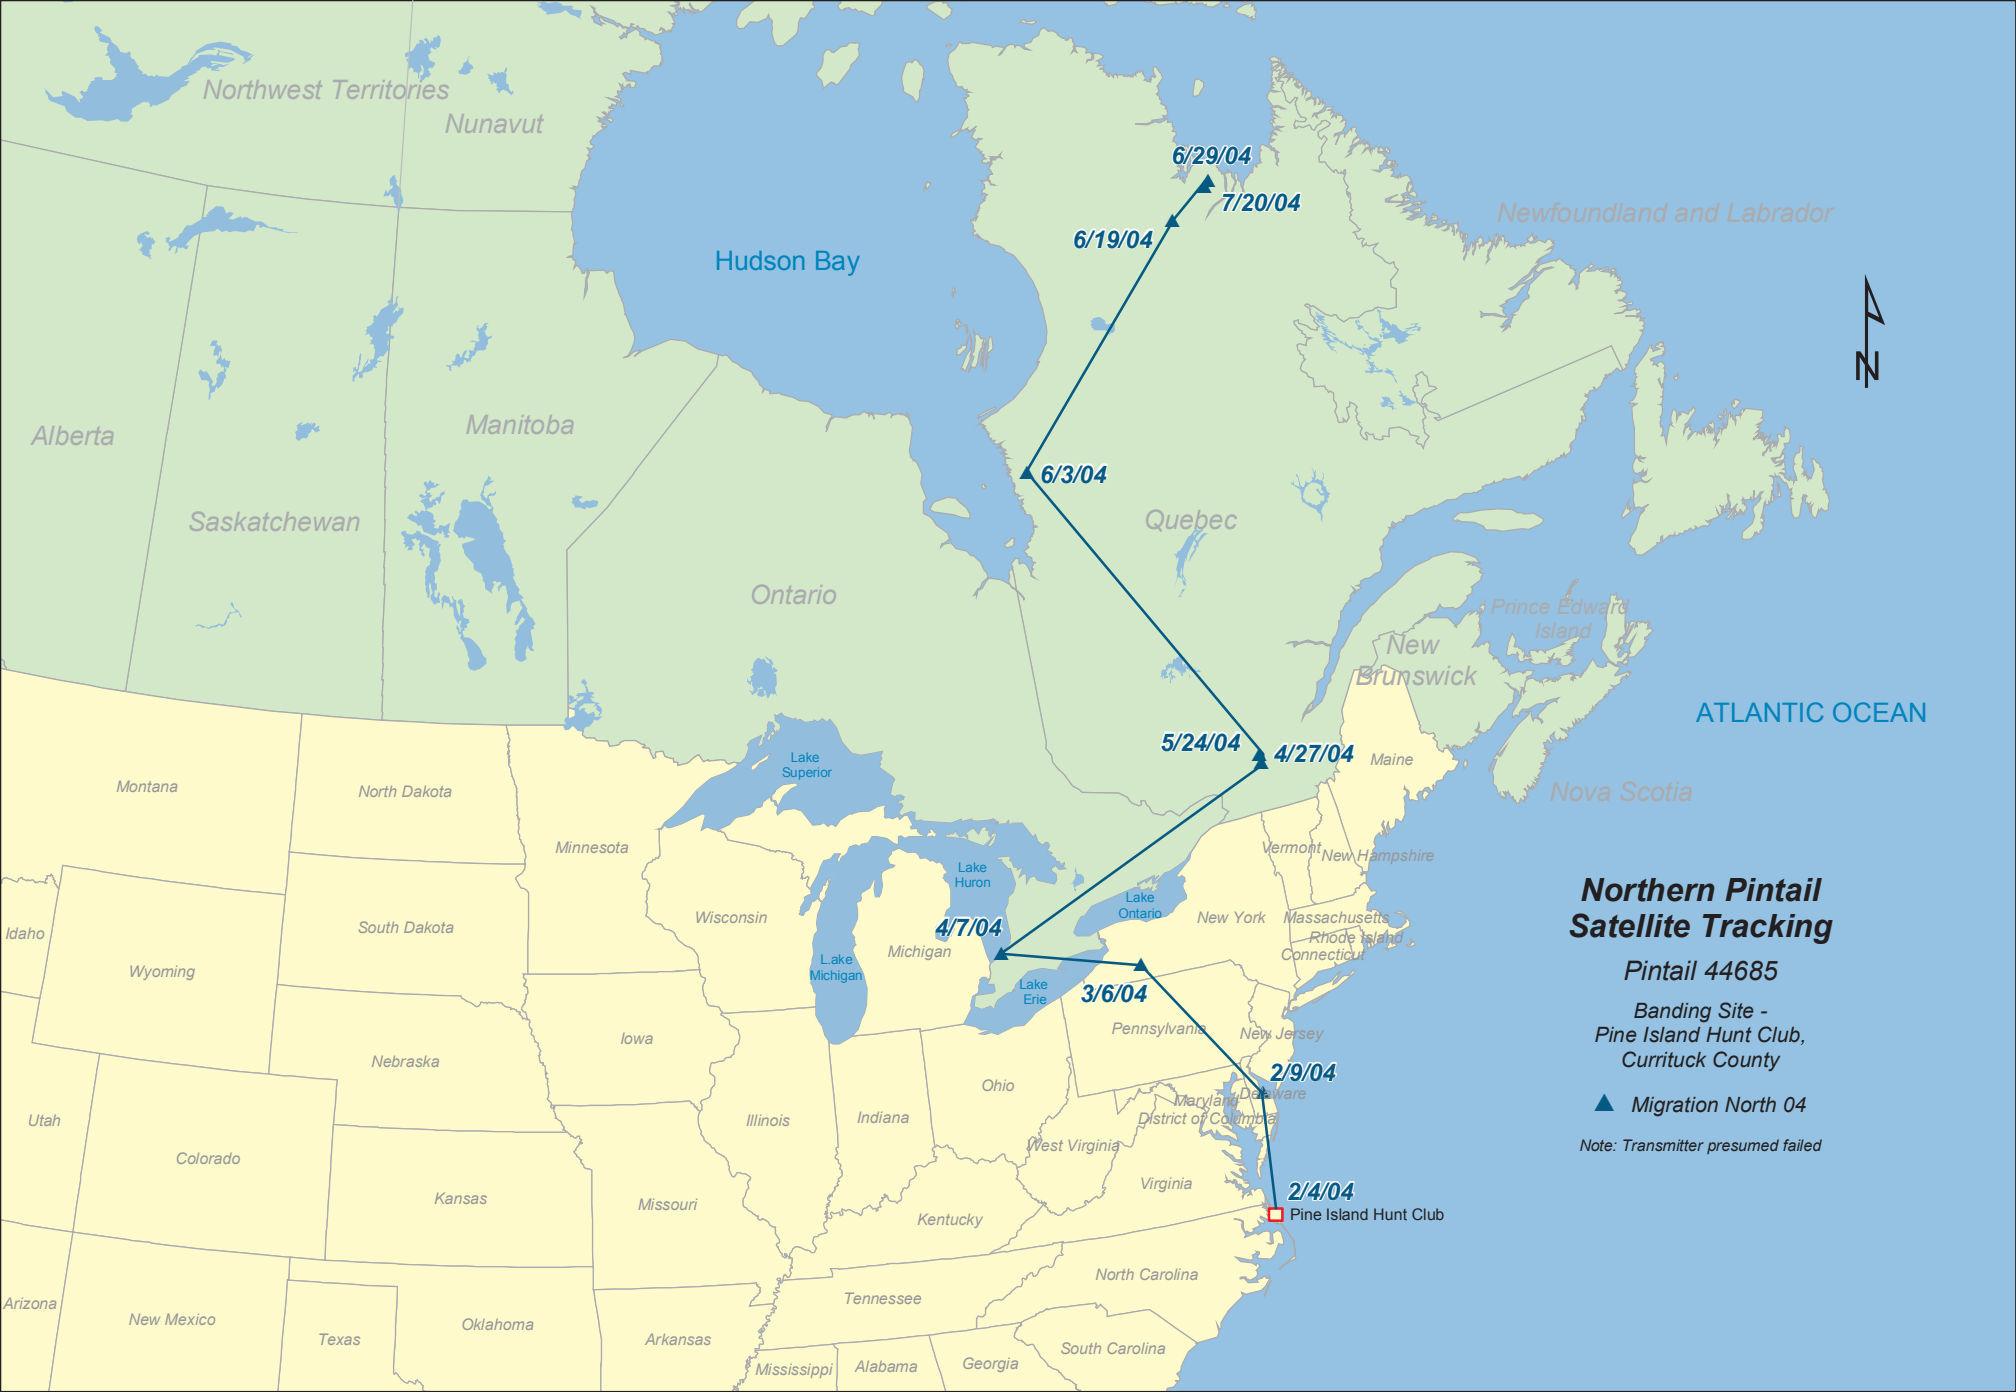 Northwest Territories
Nunavut
6/29/04
7/20/04
Newfoundland and Labrador
6/19/04
Hudson Bay
N
Alberta
Manitoba
6/3/04
Saskatchewan
Quebec
Ontario
Prince Edward
Island
New
Brunswick
ATLANTIC OCEAN
5/24/04
4/27/04
Maine
Lake
Superior
Montana
North Dakota
Nova Scotia
Minnesota
Vermont
New Hampshire
Lake
Huron
Northern Pintail
Satellite Tracking
Pintail 44685
Banding Site -
Pine Island Hunt Club,
Currituck County
Migration North 04
Note: Transmitter presumed failed
Lake
Ontario
Wisconsin
New York
Massachusetts
South Dakota
4/7/04
Idaho
Rhode Island
Michigan
Connecticut
L.ake
Michigan
Wyoming
Lake
Erie
3/6/04
Pennsylvania
New Jersey
Iowa
Nebraska
2/9/04
Ohio
Delaware
Maryland
District of Columbia
Utah
Illinois
Indiana
West Virginia
Colorado
Virginia
2/4/04
Pine Island Hunt Club
Kansas
Missouri
Kentucky
North Carolina
Tennessee
Arizona
New Mexico
Oklahoma
Texas
Arkansas
South Carolina
Georgia
Alabama
Mississippi